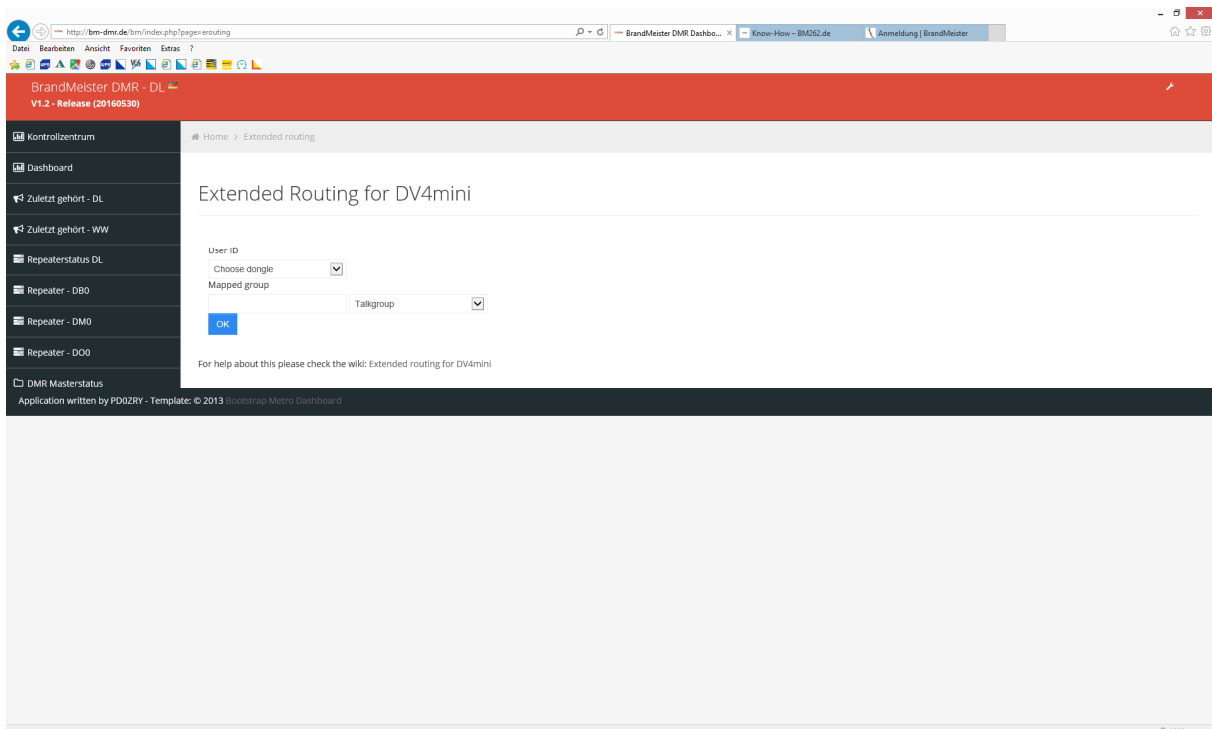 http://bm-dmr.de/bm/index.php?page=erouting
BrandMeister DMR Dashbo...
Know-How – BM262.de
Anmeldung | BrandMeister
Datei Bearbeiten Ansicht Favoriten Extras ?
BrandMeister DMR - DL
V1.2 - Release (20160530)
Kontrollzentrum
Home > Extended routing
Dashboard
Zuletzt gehört - DL
Zuletzt gehört - WW
Repeaterstatus DL
Repeater - DB0
Repeater - DM0
Repeater - DO0
DMR Masterstatus
Extended Routing for DV4mini
User ID
Choose dongle
Mapped group
Talkgroup
OK
For help about this please check the wiki: Extended routing for DV4mini
Application written by PD0ZRY - Template: © 2013 Bootstrap Metro Dashboard